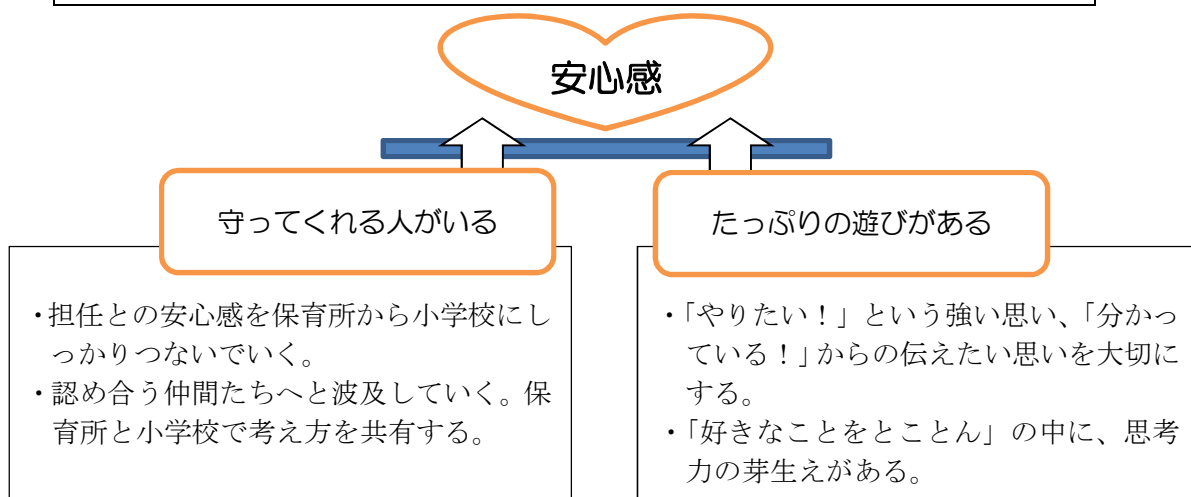 安心感
守ってくれる人がいる
・担任との安心感を保育所から小学校にし
っかりつないでいく。
・認め合う仲間たちへと波及していく。保
育所と小学校で考え方を共有する。
たっぷりの遊びがある
・「やりたい！」という強い思い、「分かっ
ている！」からの伝えたい思いを大切に
する。
・「好きなことをとことん」の中に、思考
力の芽生えがある。